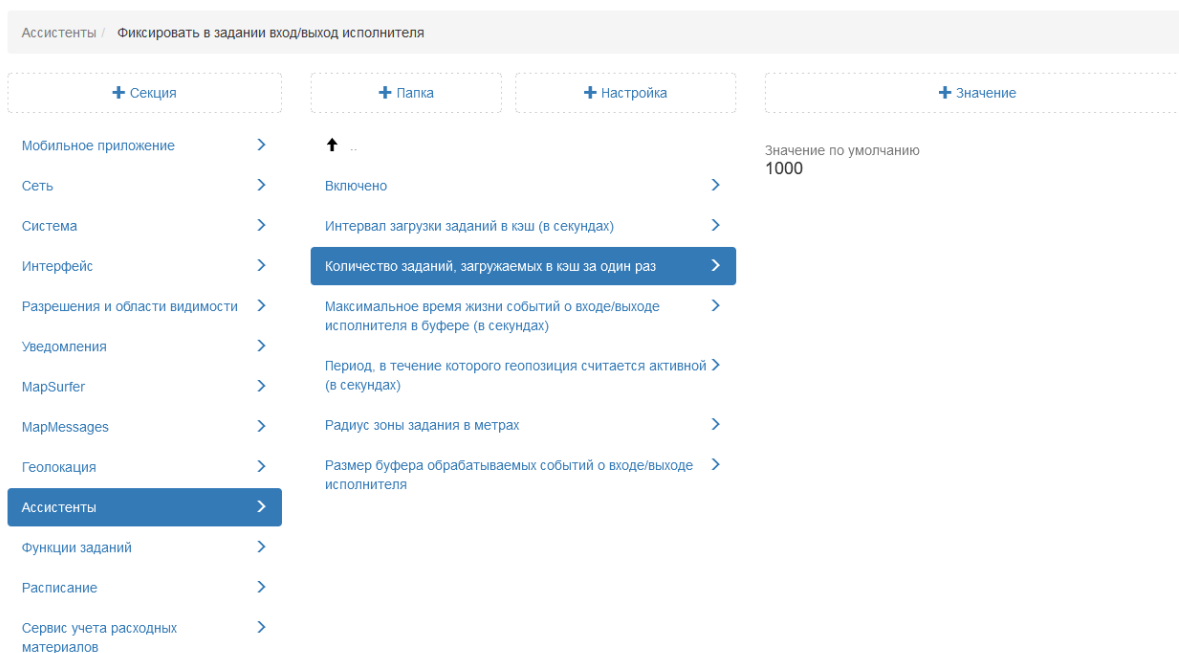 Ассистенты / Фиксировать в задании вход/выход исполнителя
+ Секция
+ Папка
+ Настройка
+ Значение
Мобильное приложение
Сеть
Система
Интерфейс
Разрешения и области видимости
Уведомления
MapSurfer
MapMessages
Геолокация
Ассистенты
Функции заданий
Расписание
Сервис учета расходных
материалов
..
Включено
Интервал загрузки заданий в кэш (в секундах)
Количество заданий, загружаемых в кэш за один раз
Максимальное время жизни событий о входе/выходе
исполнителя в буфере (в секундах)
Период, в течение которого геопозиция считается активной
(в секундах)
Радиус зоны задания в метрах
Размер буфера обрабатываемых событий о входе/выходе
исполнителя
Значение по умолчанию
1000